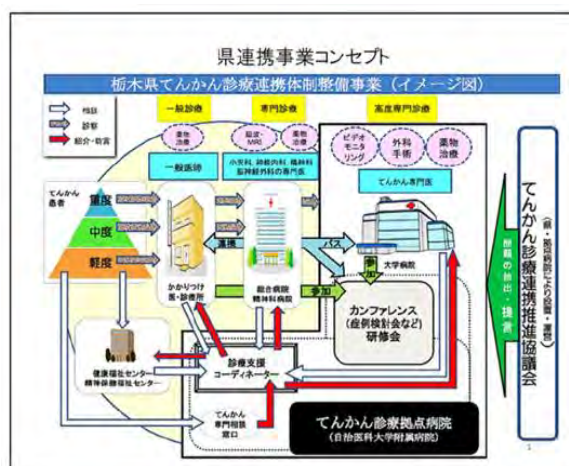 県連携事業コンセプト
栃木県てんかん診療連携体制整備事業（イメージ図）
相談
診察
紹介・助言
一般診療
専門診療
高度専門診療
薬物
治療
脳波・
MRI
薬物
治療
ビデオ
モニタ
リング
外科
手術
薬物
治療
一般医師
小児科、神経内科、精神科
脳神経外科の専門医
てんかん専門医
てんかん
患者
重度
中度
軽度
連携
パス
大学病院
かかりつけ
医・診療所
総合病院
精神科病院
参加
参加
カンファレンス
（症例検討会など）
研修会
健康福祉センター
精神保健福祉センター
診療支援
コーディネーター
てんかん
専門相談
窓口
てんかん診療拠点病院
（自治医科大学附属病院）
課題の抽出・提言
てんかん診療連携推進協議会
（県・拠点病院により設置・運営）
1